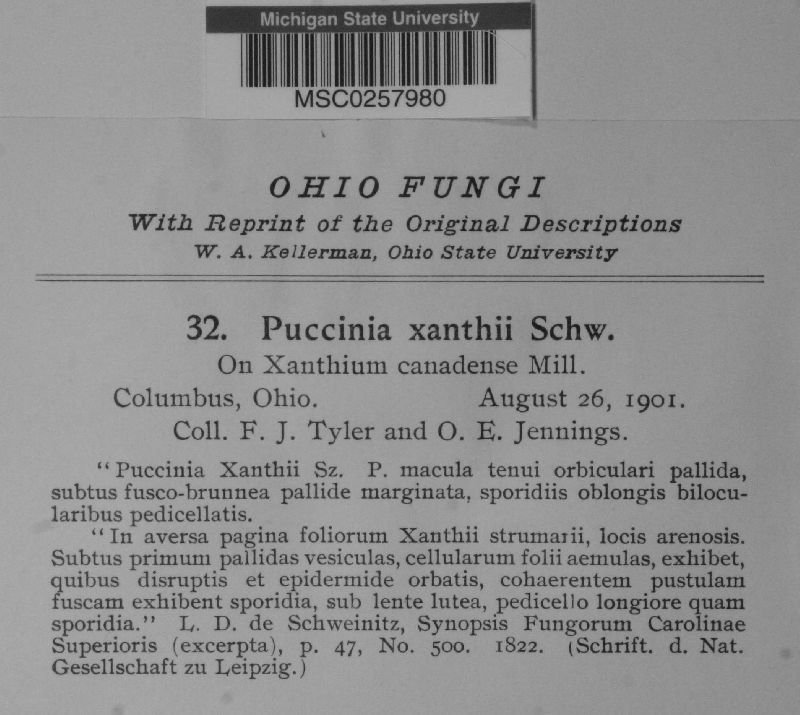 Michigan State University
MSC0257980
OHIO FUNGI
With Reprint of the Original Descriptions
W. A. Kellerman, Ohio State University
32. Puccinia xanthii Schw.
On Xanthium canadense Mill.
Columbus, Ohio. August 26, 1901.
Coll. F. J. Tyler and O. E. Jennings.
“Puccinia Xanthii Sz. P. macula tenui orbiculari pallida,
subtus fusco-brunnea pallide marginata, sporidiis oblongis bilocu-
laribus pedicellatis.
“In aversa pagina foliorum Xanthii strumarii, locis arenosis.
Subtus primum pallidas vesiculas, cellularum folii aemulas, exhibet,
quibus disruptis et epidermide orbatis, cohaerentem pustulam
fuscam exhibent sporidia, sub lente lutea, pedicello longiore quam
sporidia.” L. D. de Schweinitz, Synopsis Fungorum Carolinae
Superioris (excerpta), p. 47, No. 500. 1822. (Schrift. d. Nat.
Gesellschaft zu Leipzig.)